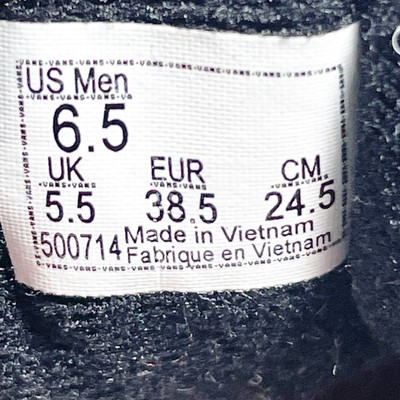 US Men
6.5
UK EUR CM
5.5 38.5 24.5
500714 Made in Vietnam
Fabrique en Vietnam